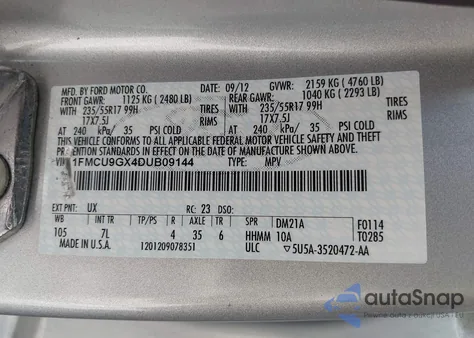 MFD. BY FORD MOTOR CO.
09/12 GVWR: 2159 KG ( 4760 LB)
FRONT GAWR: 1125 KG ( 2480 LB) REAR GAWR: 1040 KG ( 2293 LB)
235/55R17 99H TIRES 235/55R17 99H
17X7.5J RIMS 17X7.5J
AT 240 kPa/ 35 PSI COLD AT 240 kPa/ 35 PSI COLD
THIS VEHICLE CONFORMS TO ALL APPLICABLE FEDERAL MOTOR VEHICLE SAFETY AND THEFT
PREVENTION STANDARDS IN EFFECT ON THE DATE OF MANUFACTURE SHOWN ABOVE.
VIN: 1FMCU9GX4DUB09144 TYPE: MPV
EXT PNT: UX RC: 23 DSO:
WB INT TR TP/PS R AXLE TR SPR DM21A F0114
105 7L 4 35 6 HHMM 10A T0285
MADE IN U.S.A. 1201209078351 ULC 5U5A-3520472-AA
autoSnap